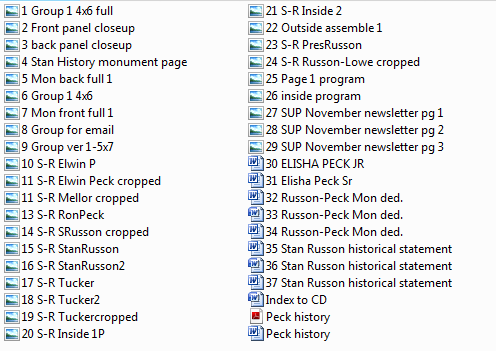 1 Group 1 4x6 full
2 Front panel closeup
3 back panel closeup
4 Stan History monument page
5 Mon back full 1
6 Group 1 4x6
7 Mon front full 1
8 Group for email
9 Group ver 1-5x7
10 S-R Elwin P
11 S-R Elwin Peck cropped
11 S-R Mellor cropped
13 S-R RonPeck
14 S-R SRusson cropped
15 S-R StanRusson
16 S-R StanRusson2
17 S-R Tucker
18 S-R Tucker2
19 S-R Tuckercropped
20 S-R Inside 1P
21 S-R Inside 2
22 Outside assemble 1
23 S-R PresRusson
24 S-R Russon-Lowe cropped
25 Page 1 program
26 inside program
27 SUP November newsletter pg 1
28 SUP November newsletter pg 2
29 SUP November newsletter pg 3
30 ELISHA PECK JR
31 Elisha Peck Sr
32 Russon-Peck Mon ded.
33 Russon-Peck Mon ded.
34 Russon-Peck Mon ded.
35 Stan Russon historical statement
36 Stan Russon historical statement
37 Stan Russon historical statement
Index to CD
Peck history
Peck history